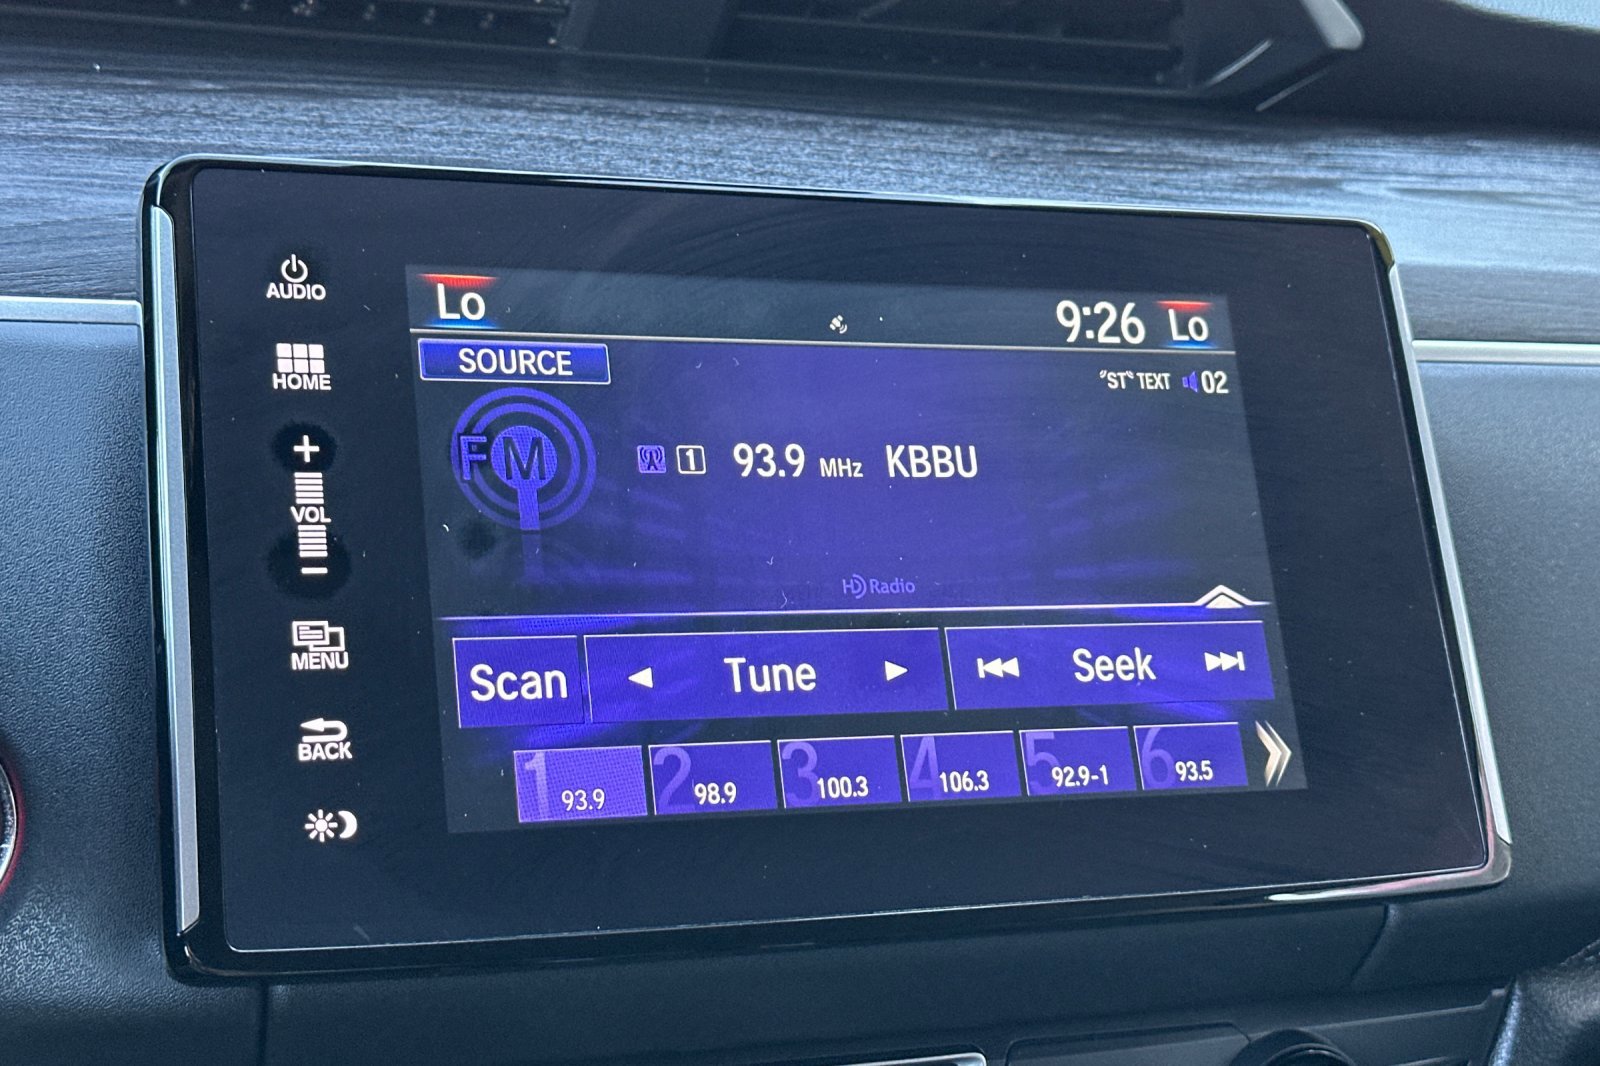 AUDIO
HOME
+
VOL
−
MENU
BACK
Lo
9:26 Lo
SOURCE
"ST" TEXT 02
FM
1 93.9 MHz KBBU
HD Radio
Scan Tune Seek
1 93.9
2 98.9
3 100.3
4 106.3
5 92.9-1
6 93.5